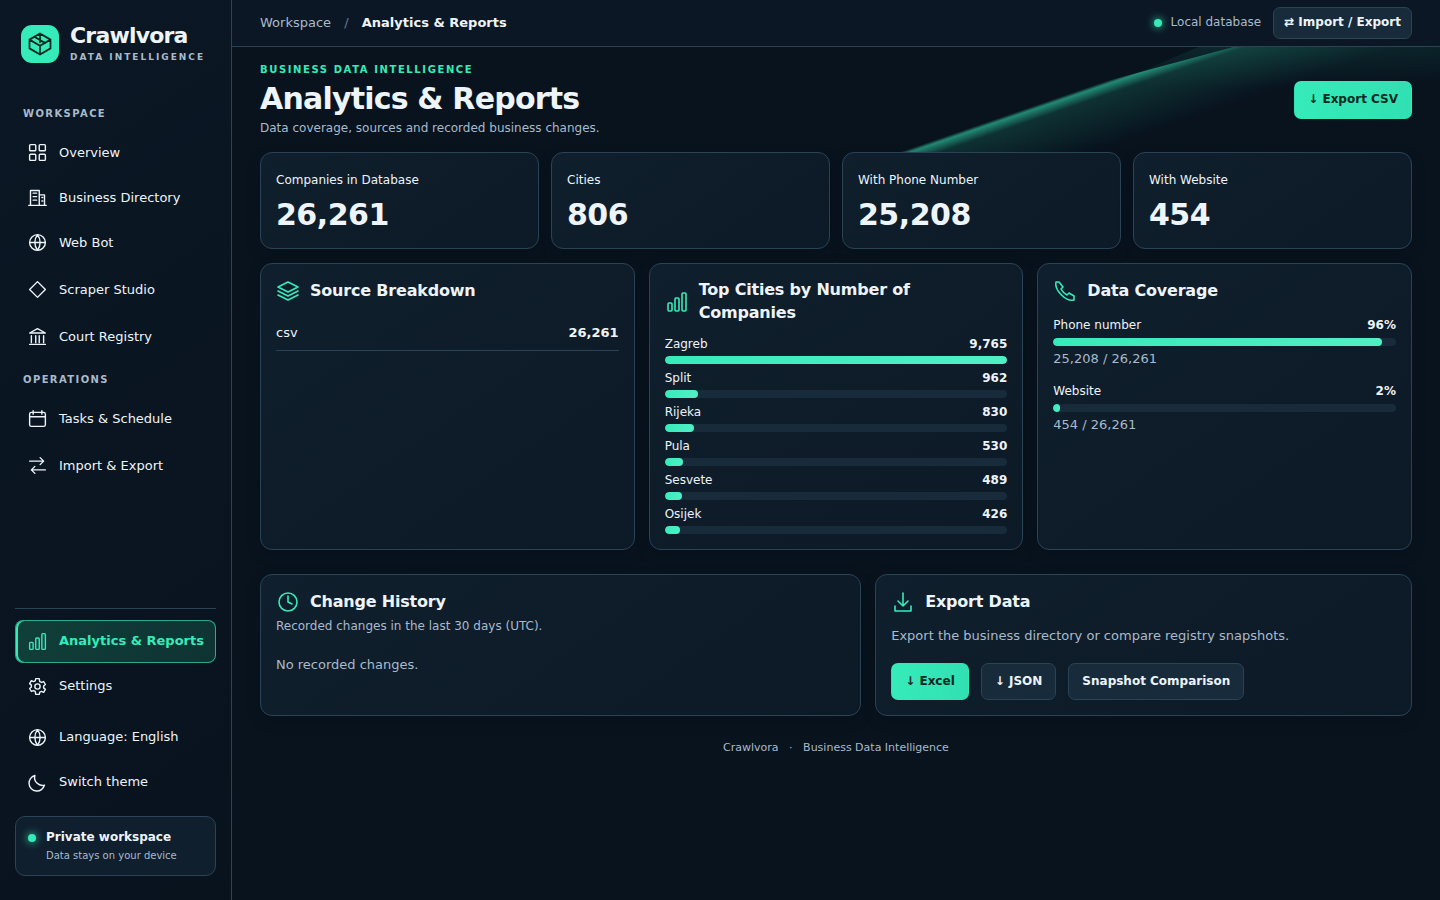 Crawlvora
DATA INTELLIGENCE
WORKSPACE
Overview
Business Directory
Web Bot
Scraper Studio
Court Registry
OPERATIONS
Tasks & Schedule
Import & Export
Analytics & Reports
Settings
Language: English
Switch theme
Private workspace
Data stays on your device
Workspace / Analytics & Reports
Local database
⇄ Import / Export
BUSINESS DATA INTELLIGENCE
Analytics & Reports
Data coverage, sources and recorded business changes.
↓ Export CSV
Companies in Database
26,261
Cities
806
With Phone Number
25,208
With Website
454
Source Breakdown
csv 26,261
Top Cities by Number of
Companies
Zagreb 9,765
Split 962
Rijeka 830
Pula 530
Sesvete 489
Osijek 426
Data Coverage
Phone number 96%
25,208 / 26,261
Website 2%
454 / 26,261
Change History
Recorded changes in the last 30 days (UTC).
No recorded changes.
Export Data
Export the business directory or compare registry snapshots.
↓ Excel
↓ JSON
Snapshot Comparison
Crawlvora · Business Data Intelligence